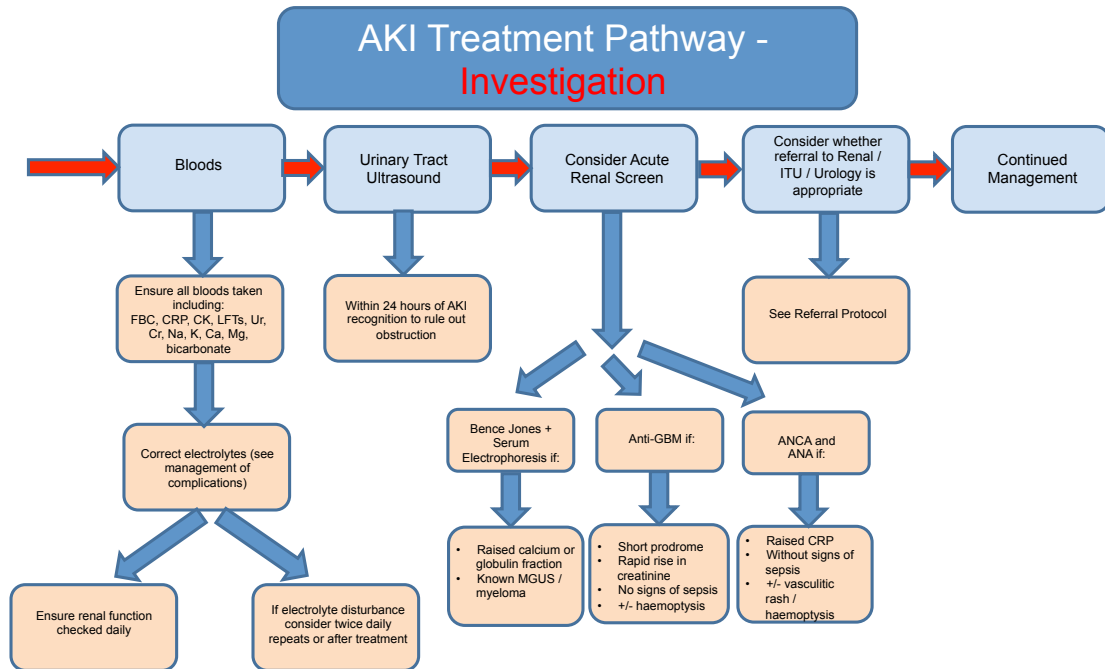 AKI Treatment Pathway -
Investigation
Bloods
Urinary Tract
Ultrasound
Consider Acute
Renal Screen
Consider whether
referral to Renal /
ITU / Urology is
appropriate
Continued
Management
Ensure all bloods taken
including:
FBC, CRP, CK, LFTs, Ur,
Cr, Na, K, Ca, Mg,
bicarbonate
Within 24 hours of AKI
recognition to rule out
obstruction
See Referral Protocol
Correct electrolytes (see
management of
complications)
Bence Jones +
Serum
Electrophoresis if:
Anti-GBM if:
ANCA and
ANA if:
• Raised calcium or
globulin fraction
• Known MGUS /
myeloma
• Short prodrome
• Rapid rise in
creatinine
• No signs of sepsis
• +/- haemoptysis
• Raised CRP
• Without signs of
sepsis
• +/- vasculitic
rash /
haemoptysis
Ensure renal function
checked daily
If electrolyte disturbance
consider twice daily
repeats or after treatment